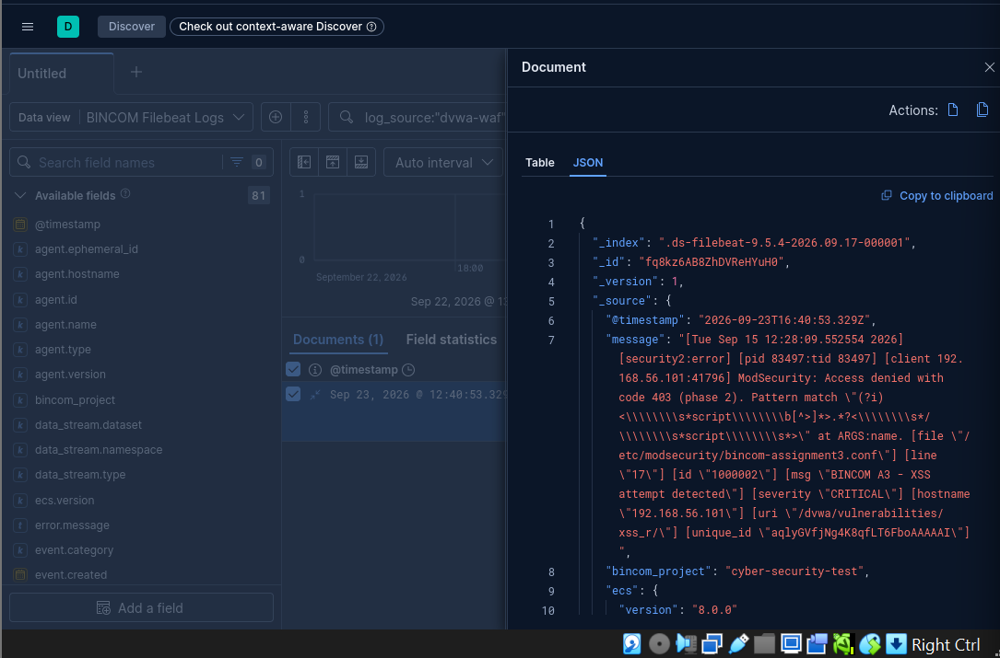 D
Discover
Check out context-aware Discover
Untitled
Data view
BINCOM Filebeat Logs
log_source:"dvwa-waf"
Search field names
0
Auto interval
Available fields
81
@timestamp
agent.ephemeral_id
agent.hostname
agent.id
agent.name
agent.type
agent.version
bincom_project
data_stream.dataset
data_stream.namespace
data_stream.type
ecs.version
error.message
event.category
event.created
Add a field
1
0
18:00
September 22, 2026
Sep 22, 2026 @ 13
Documents (1)
Field statistics
@timestamp
Sep 23, 2026 @ 12:40:53.329
Document
Actions:
Table
JSON
Copy to clipboard
1 {
2 "_index": ".ds-filebeat-9.5.4-2026.09.17-000001",
3 "_id": "fq8kz6AB8ZhDVReHYuH0",
4 "_version": 1,
5 "_source": {
6 "@timestamp": "2026-09-23T16:40:53.329Z",
7 "message": "[Tue Sep 15 12:28:09.552554 2026]
[security2:error] [pid 83497:tid 83497] [client 192.
168.56.101:41796] ModSecurity: Access denied with
code 403 (phase 2). Pattern match \"(?i)
<\\\\\\\\s*script\\\\\\\\b[^>]*>.*?<\\\\\\\\s*/
\\\\\\\\s*script\\\\\\\\s*>\" at ARGS:name. [file \"/
etc/modsecurity/bincom-assignment3.conf\"] [line
\"17\"] [id \"1000002\"] [msg \"BINCOM A3 - XSS
attempt detected\"] [severity \"CRITICAL\"] [hostname
\"192.168.56.101\"] [uri \"/dvwa/vulnerabilities/
xss_r/\"] [unique_id \"aqlyGVfjNg4K8qfLT6FboAAAAAI\"]
",
8 "bincom_project": "cyber-security-test",
9 "ecs": {
10 "version": "8.0.0"
Right Ctrl